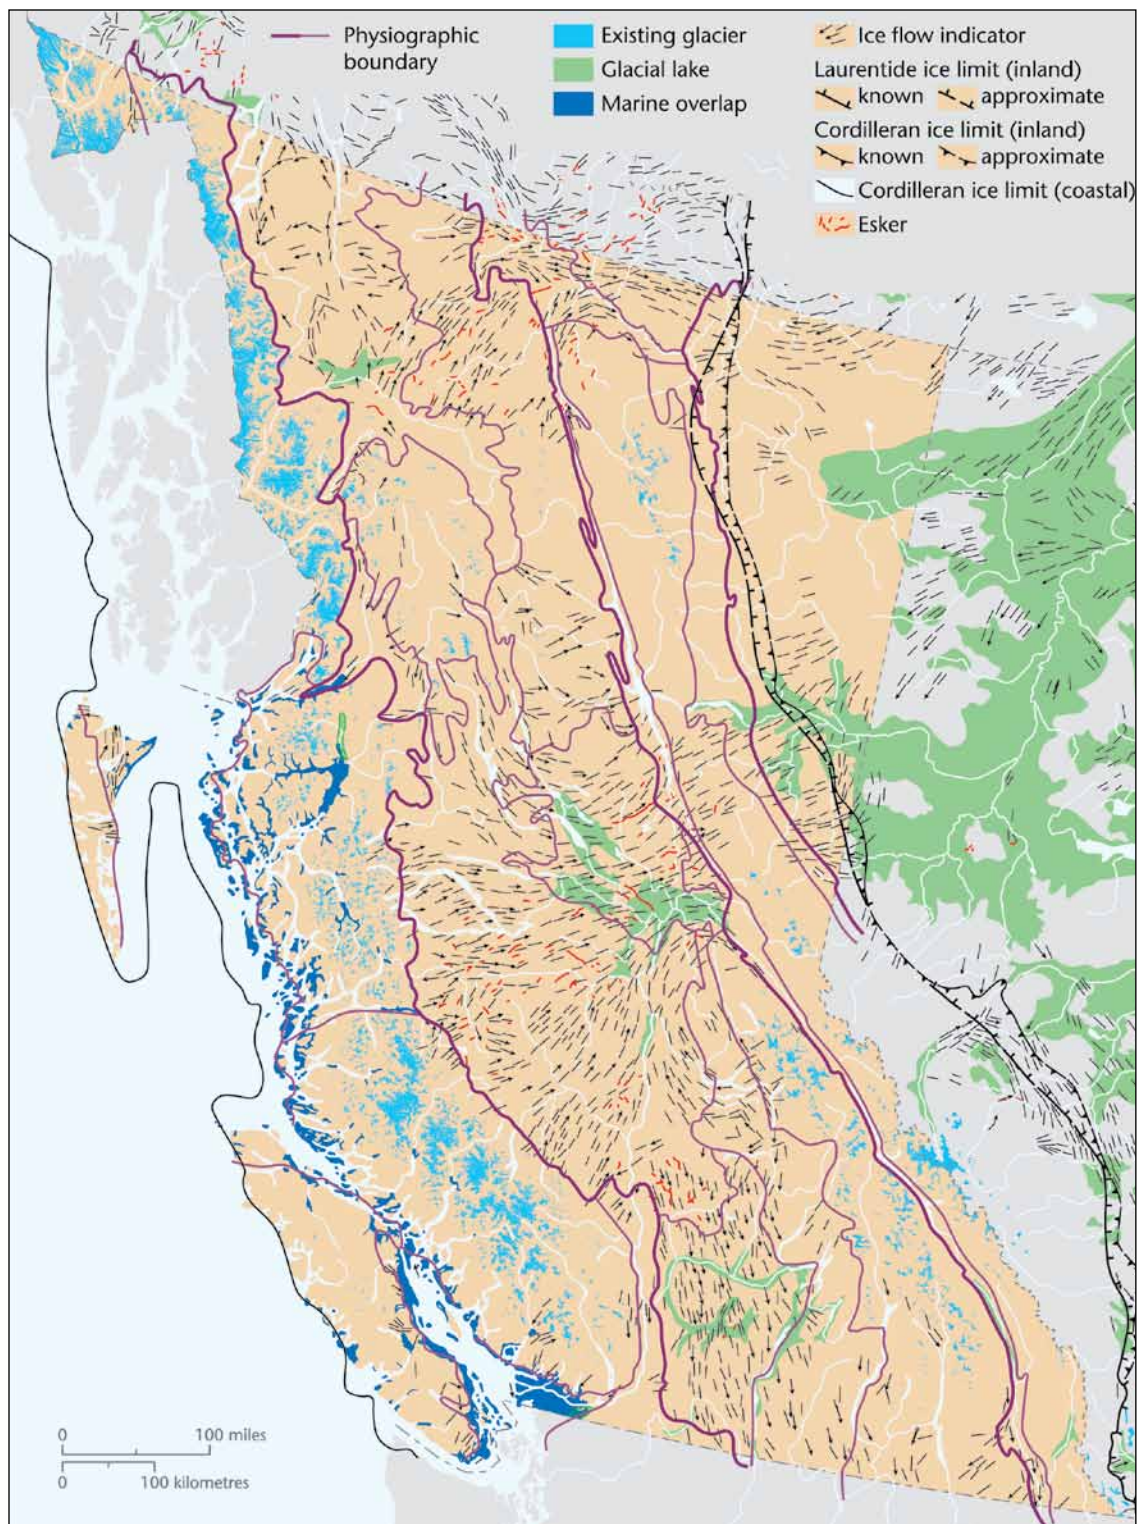 Physiographic
boundary
Existing glacier
Glacial lake
Marine overlap
Ice flow indicator
Laurentide ice limit (inland)
known approximate
Cordilleran ice limit (inland)
known approximate
Cordilleran ice limit (coastal)
Esker
0 100 miles
0 100 kilometres